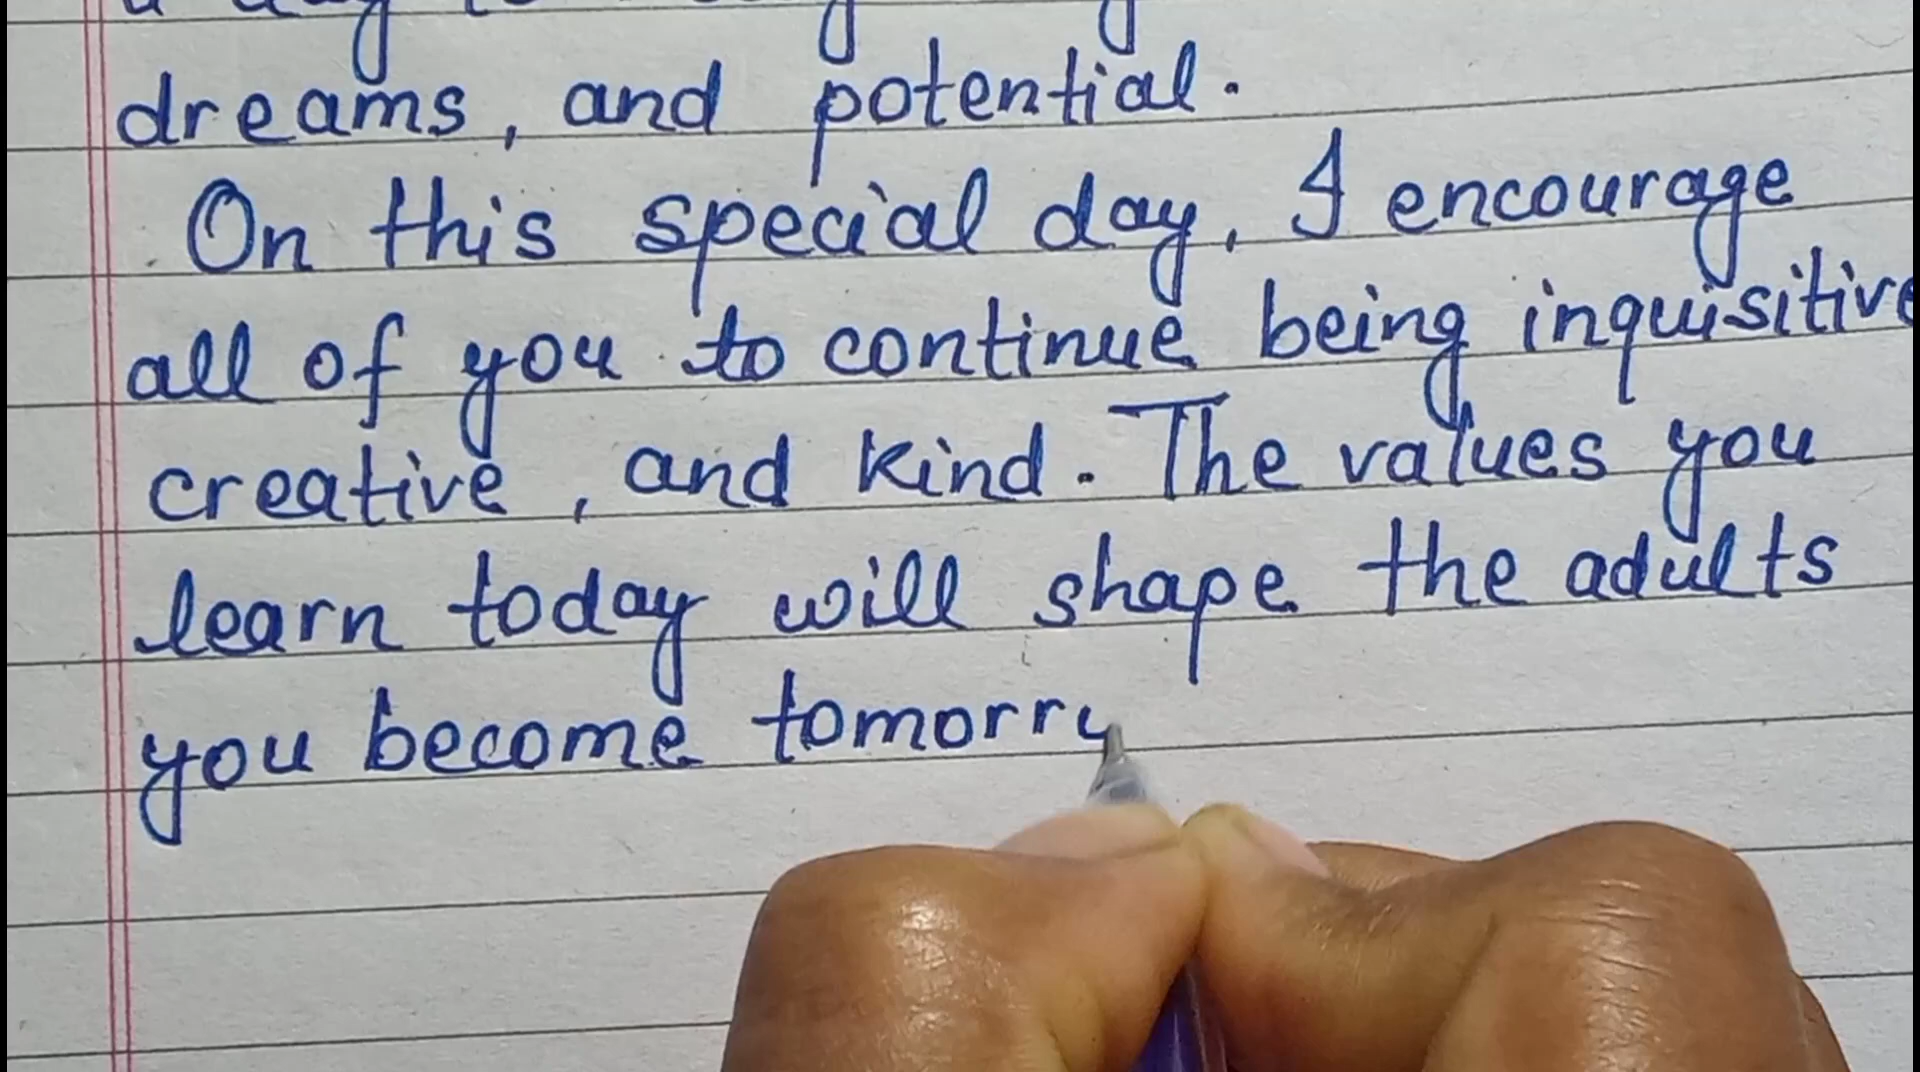 dreams, and potential.
On this special day, I encourage
all of you to continue being inquisitive
creative, and kind. The values you
learn today will shape the adults
you become tomorr